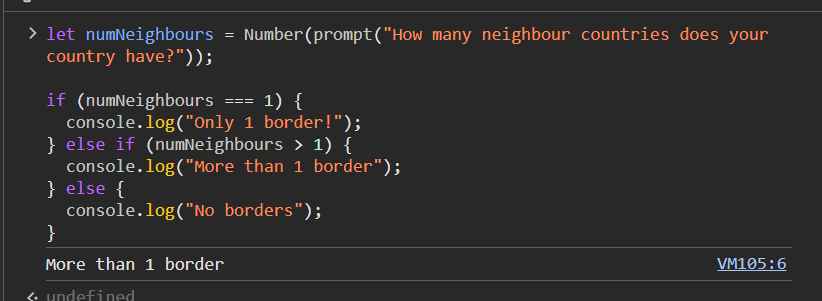 let numNeighbours = Number(prompt("How many neighbour countries does your
country have?"));
if (numNeighbours === 1) {
  console.log("Only 1 border!");
} else if (numNeighbours > 1) {
  console.log("More than 1 border");
} else {
  console.log("No borders");
}
More than 1 border VM105:6
undefined